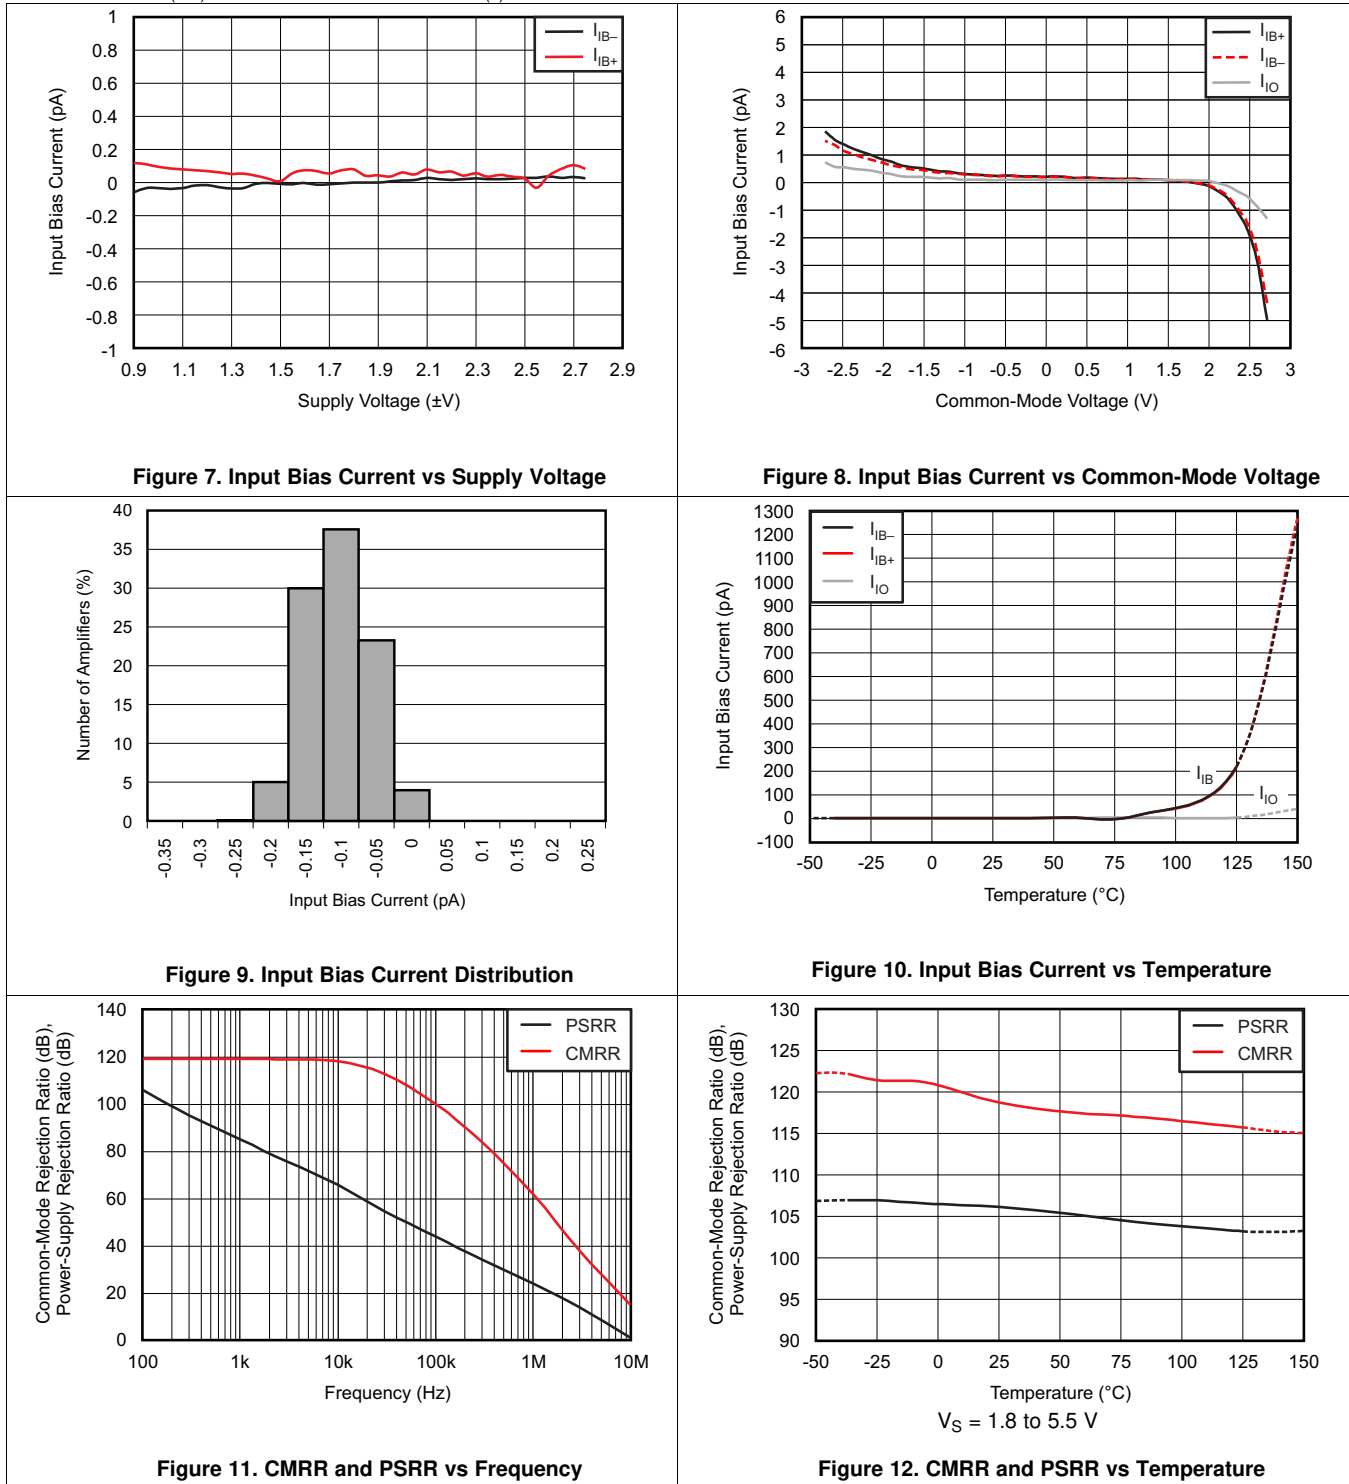 1
0.8
0.6
0.4
0.2
0
-0.2
-0.4
-0.6
-0.8
-1
Input Bias Current (pA)
I_IB–
I_IB+
0.9 1.1 1.3 1.5 1.7 1.9 2.1 2.3 2.5 2.7 2.9
Supply Voltage (±V)
Figure 7. Input Bias Current vs Supply Voltage
6
5
4
3
2
1
0
-1
-2
-3
-4
-5
-6
Input Bias Current (pA)
I_IB+
I_IB–
I_IO
-3 -2.5 -2 -1.5 -1 -0.5 0 0.5 1 1.5 2 2.5 3
Common-Mode Voltage (V)
Figure 8. Input Bias Current vs Common-Mode Voltage
40
35
30
25
20
15
10
5
0
Number of Amplifiers (%)
-0.35 -0.3 -0.25 -0.2 -0.15 -0.1 -0.05 0 0.05 0.1 0.15 0.2 0.25
Input Bias Current (pA)
Figure 9. Input Bias Current Distribution
1300
1200
1100
1000
900
800
700
600
500
400
300
200
100
0
-100
Input Bias Current (pA)
I_IB–
I_IB+
I_IO
I_IB
I_IO
-50 -25 0 25 50 75 100 125 150
Temperature (°C)
Figure 10. Input Bias Current vs Temperature
140
120
100
80
60
40
20
0
Common-Mode Rejection Ratio (dB),
Power-Supply Rejection Ratio (dB)
PSRR
CMRR
100 1k 10k 100k 1M 10M
Frequency (Hz)
Figure 11. CMRR and PSRR vs Frequency
130
125
120
115
110
105
100
95
90
Common-Mode Rejection Ratio (dB),
Power-Supply Rejection Ratio (dB)
PSRR
CMRR
-50 -25 0 25 50 75 100 125 150
Temperature (°C)
V_S = 1.8 to 5.5 V
Figure 12. CMRR and PSRR vs Temperature